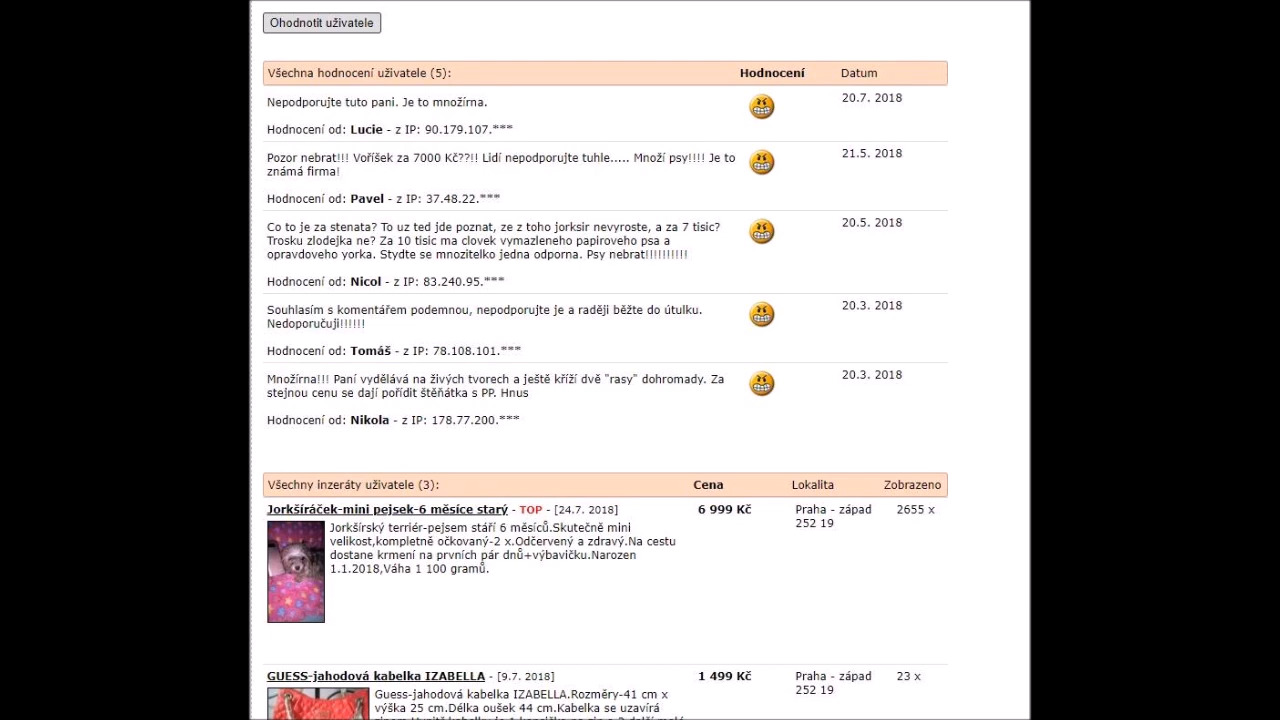 Ohodnotit uživatele
Všechna hodnocení uživatele (5): Hodnocení Datum
Nepodporujte tuto pani. Je to množírna. 20.7. 2018
Hodnocení od: Lucie - z IP: 90.179.107.***
Pozor nebrat!!! Voříšek za 7000 Kč??!! Lidí nepodporujte tuhle..... Množí psy!!!! Je to 21.5. 2018
známá firma!
Hodnocení od: Pavel - z IP: 37.48.22.***
Co to je za stenata? To uz ted jde poznat, ze z toho jorksir nevyroste, a za 7 tisic? 20.5. 2018
Trosku zlodejka ne? Za 10 tisic ma clovek vymazleneho papiroveho psa a
opravdoveho yorka. Stydte se mnozitelko jedna odporna. Psy nebrat!!!!!!!!!!
Hodnocení od: Nicol - z IP: 83.240.95.***
Souhlasím s komentářem podemnou, nepodporujte je a raději běžte do útulku. 20.3. 2018
Nedoporučuji!!!!!!
Hodnocení od: Tomáš - z IP: 78.108.101.***
Množírna!!! Paní vydělává na živých tvorech a ještě kříží dvě "rasy" dohromady. Za 20.3. 2018
stejnou cenu se dají pořídit štěňátka s PP. Hnus
Hodnocení od: Nikola - z IP: 178.77.200.***
Všechny inzeráty uživatele (3): Cena Lokalita Zobrazeno
Jorkšíráček-mini pejsek-6 měsíce starý - TOP - [24.7. 2018] 6 999 Kč Praha - západ 2655 x
252 19
Jorkšírský terriér-pejsem stáří 6 měsíců.Skutečně mini
velikost,kompletně očkovaný-2 x.Odčervený a zdravý.Na cestu
dostane krmení na prvních pár dnů+výbavičku.Narozen
1.1.2018,Váha 1 100 gramů.
GUESS-jahodová kabelka IZABELLA - [9.7. 2018] 1 499 Kč Praha - západ 23 x
252 19
Guess-jahodová kabelka IZABELLA.Rozměry-41 cm x
výška 25 cm.Délka oušek 44 cm.Kabelka se uzavírá